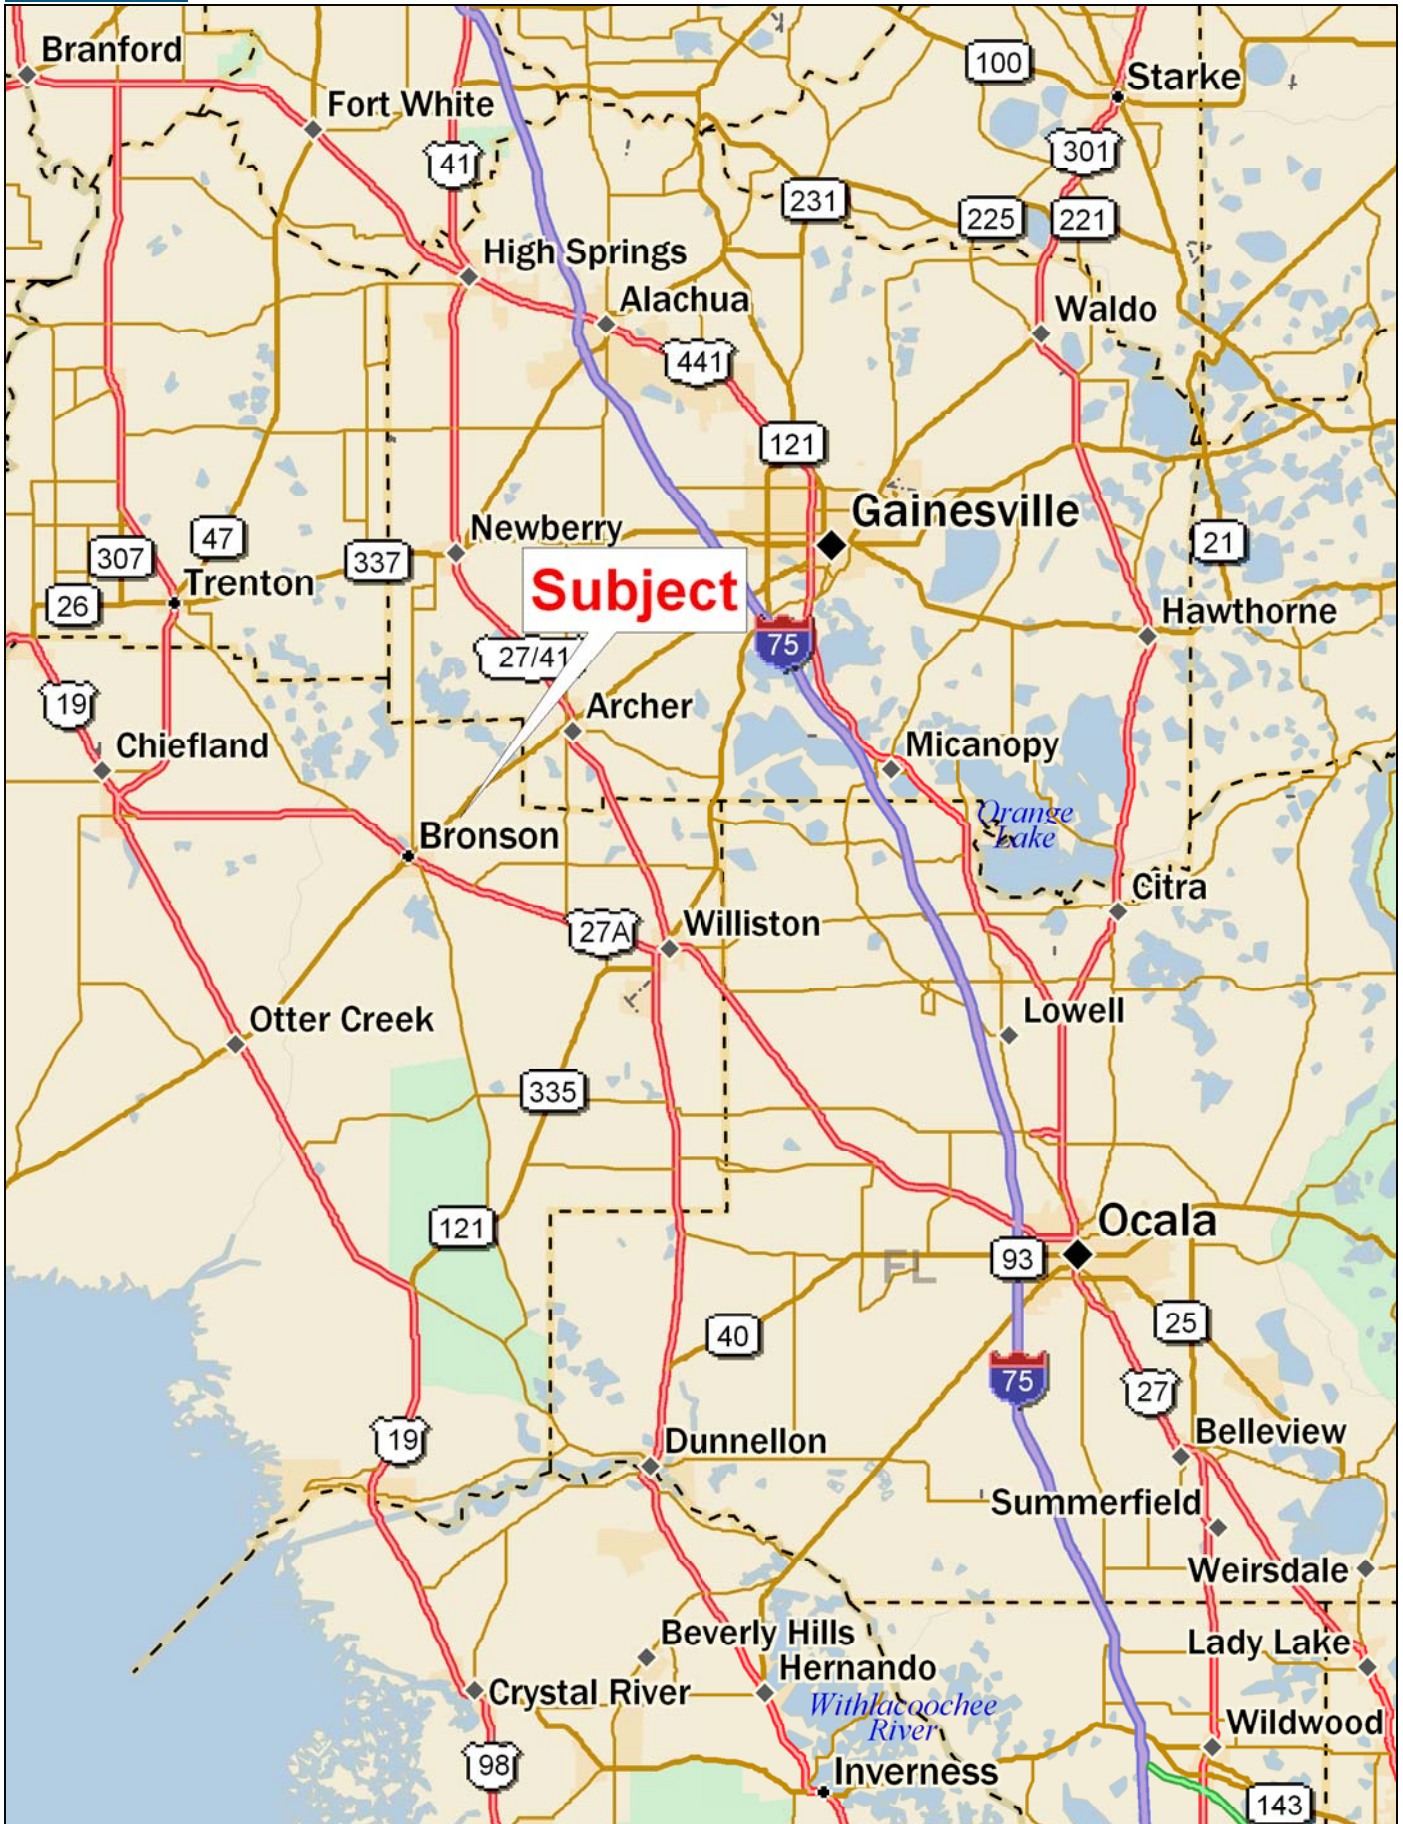 Branford
100
Starke
Fort White
41
301
231
225
221
High Springs
Alachua
Waldo
441
121
Gainesville
Newberry
47
21
307
337
Subject
Trenton
26
Hawthorne
75
27/41
19
Archer
Chiefland
Micanopy
Orange
Lake
Bronson
Citra
27A
Williston
Otter Creek
Lowell
335
121
Ocala
93
FL
40
25
75
27
19
Dunnellon
Belleview
Summerfield
Weirsdale
Beverly Hills
Lady Lake
Hernando
Crystal River
Withlacoochee
River
Wildwood
98
Inverness
143